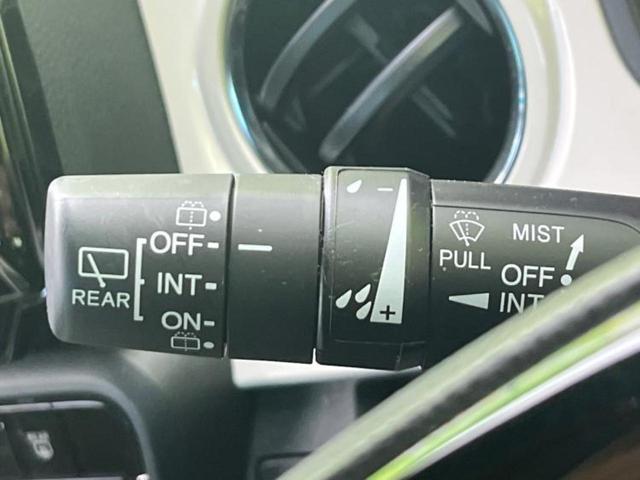 OFF
INT
ON
REAR
−
+
PULL
MIST
OFF
INT